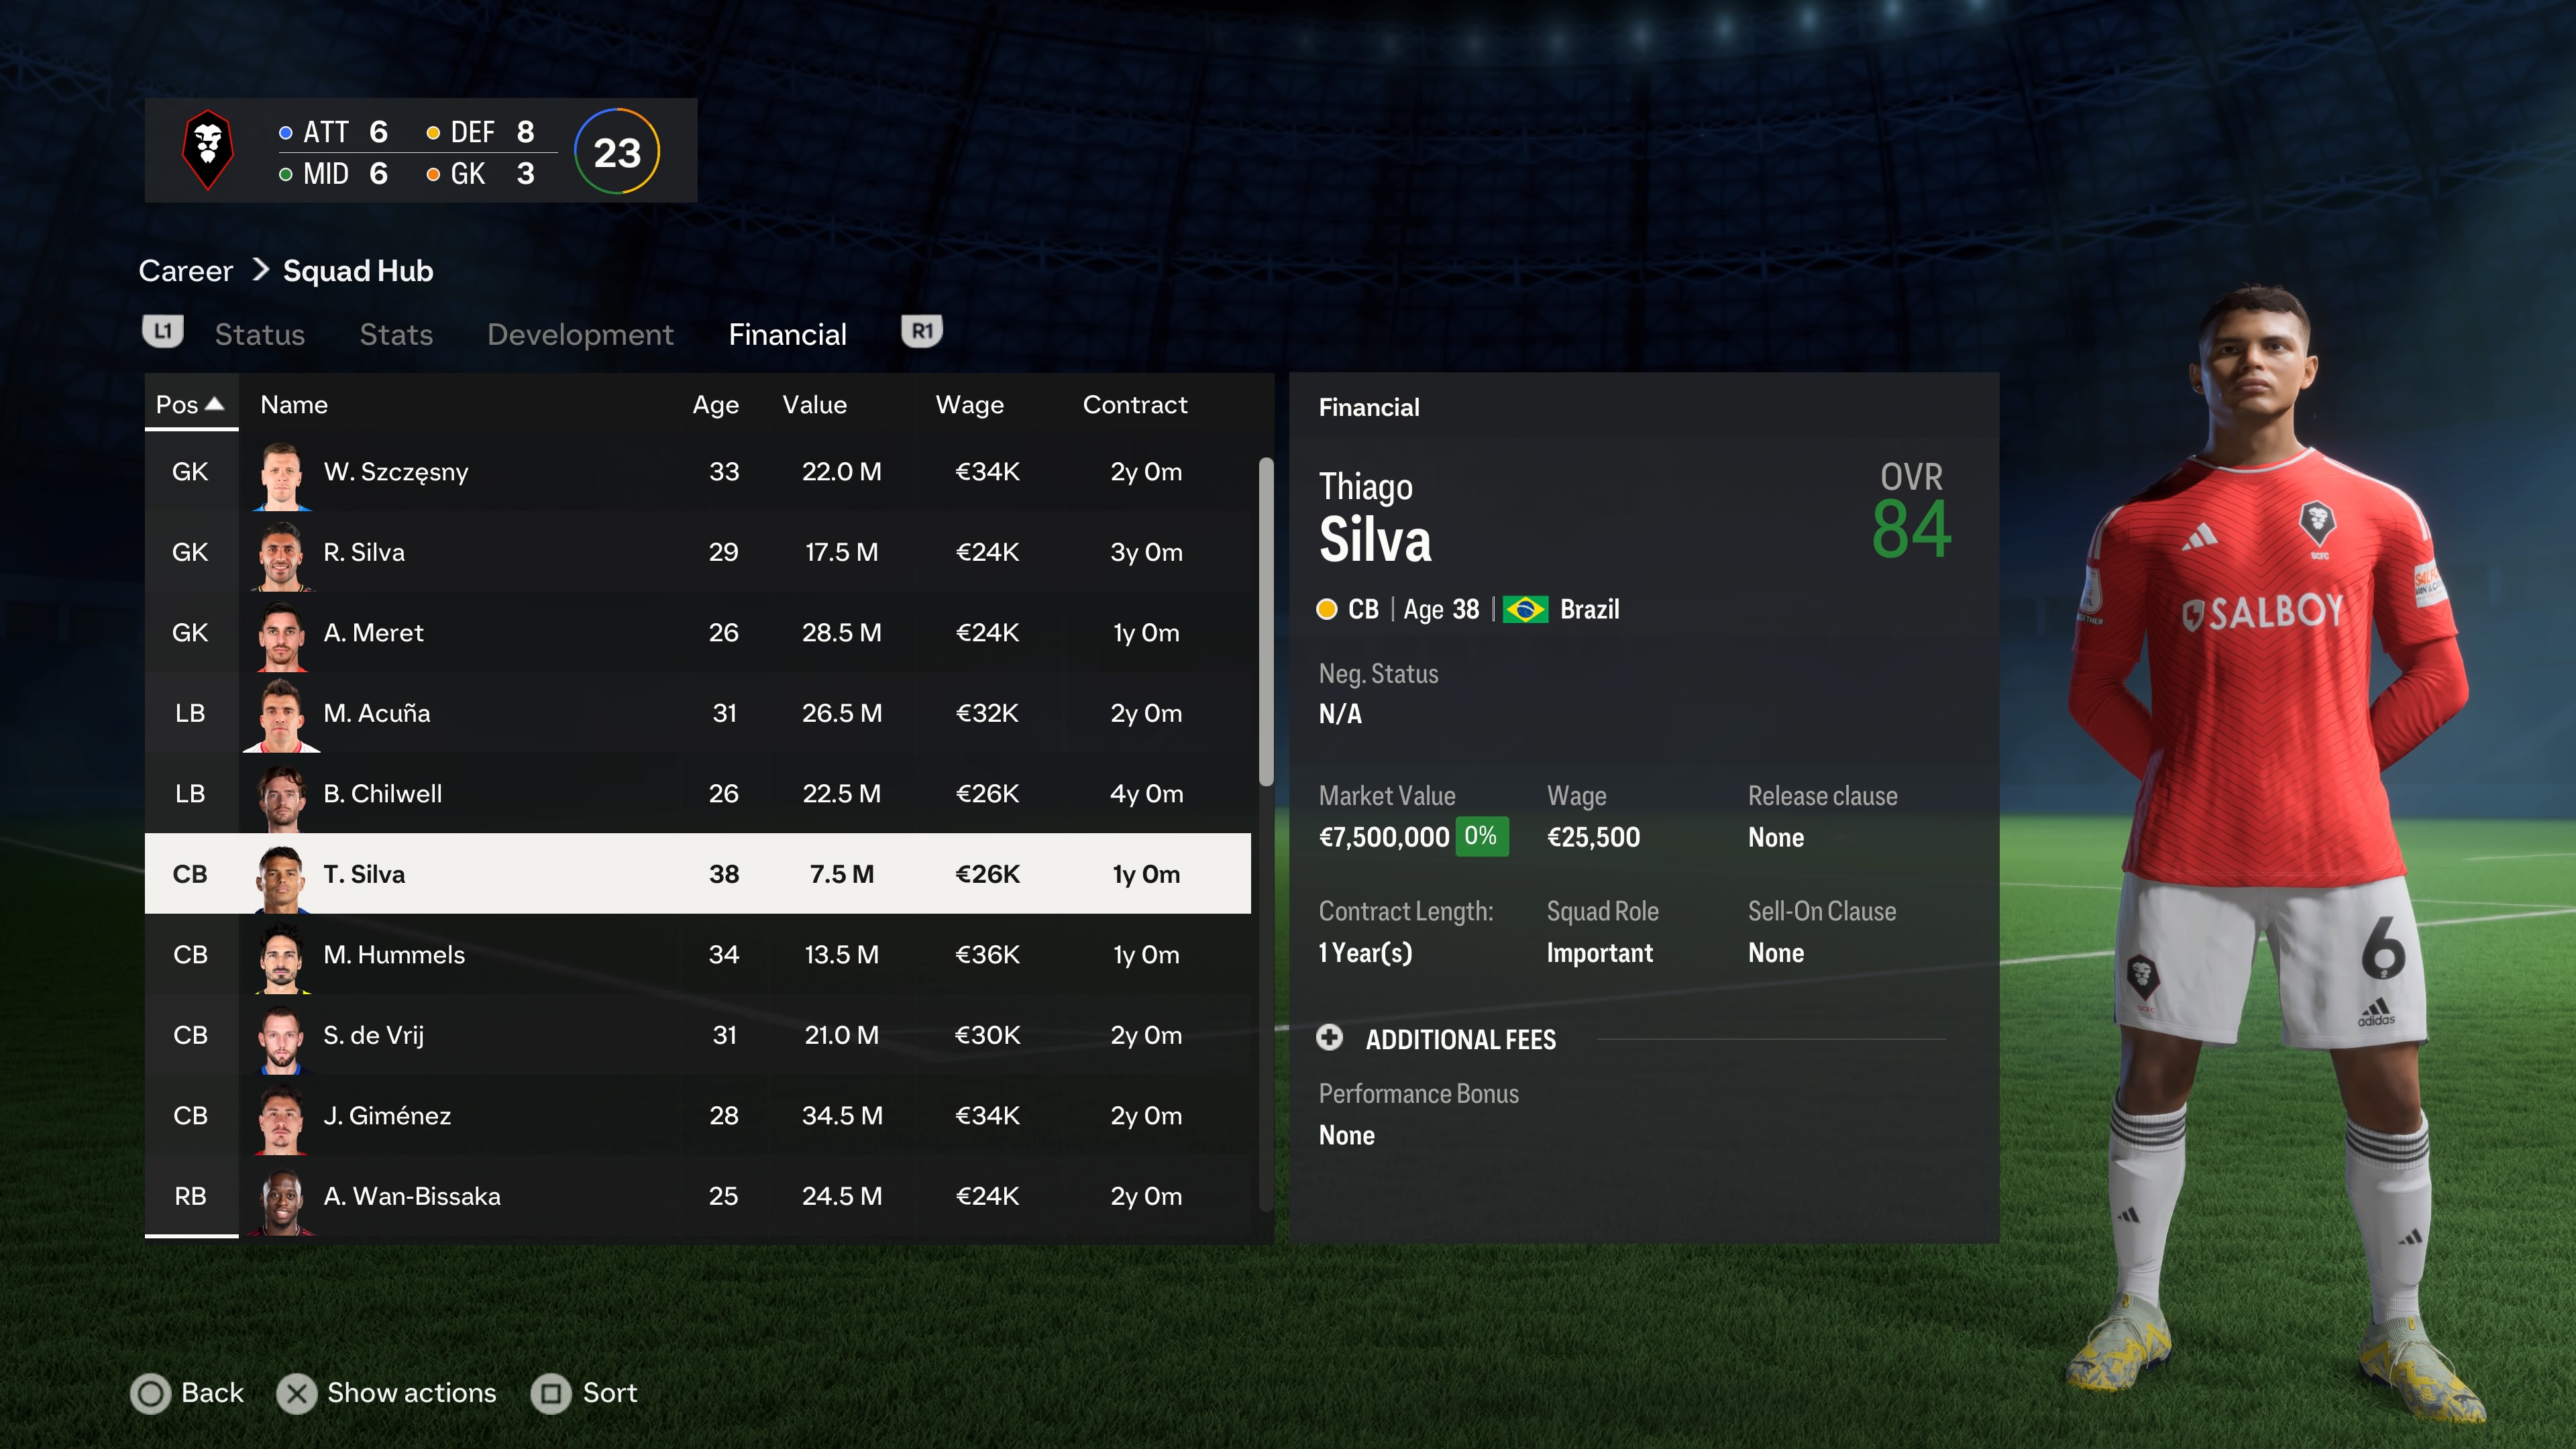 ATT 6 DEF 8
MID 6 GK 3
23
Career > Squad Hub
L1 Status Stats Development Financial R1
Pos Name Age Value Wage Contract
GK W. Szczęsny 33 22.0 M €34K 2y 0m
GK R. Silva 29 17.5 M €24K 3y 0m
GK A. Meret 26 28.5 M €24K 1y 0m
LB M. Acuña 31 26.5 M €32K 2y 0m
LB B. Chilwell 26 22.5 M €26K 4y 0m
CB T. Silva 38 7.5 M €26K 1y 0m
CB M. Hummels 34 13.5 M €36K 1y 0m
CB S. de Vrij 31 21.0 M €30K 2y 0m
CB J. Giménez 28 34.5 M €34K 2y 0m
RB A. Wan-Bissaka 25 24.5 M €24K 2y 0m
Financial
Thiago
Silva
OVR
84
CB | Age 38 | Brazil
Neg. Status
N/A
Market Value Wage Release clause
€7,500,000 0% €25,500 None
Contract Length: Squad Role Sell-On Clause
1 Year(s) Important None
ADDITIONAL FEES
Performance Bonus
None
SCFC
SALBOY
6
adidas
Back Show actions Sort